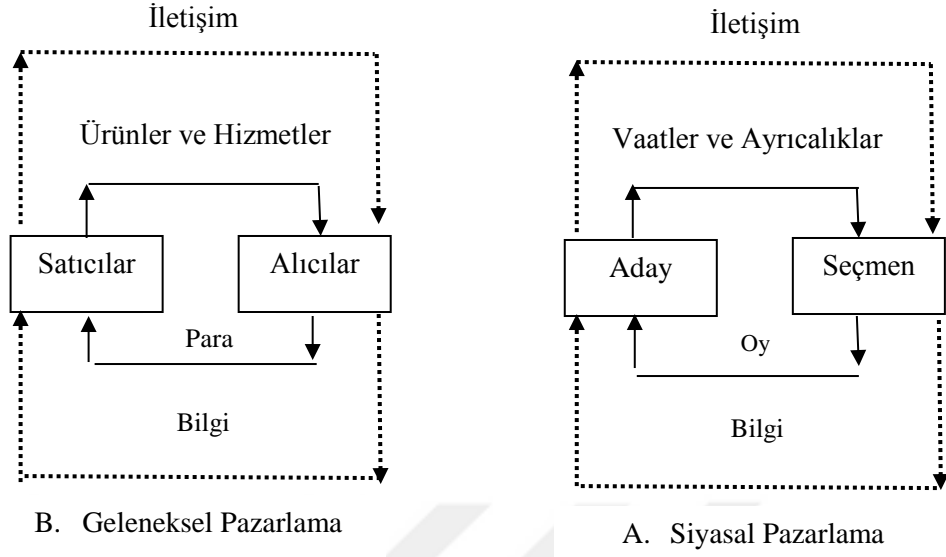 İletişim
Ürünler ve Hizmetler
Satıcılar
Alıcılar
Para
Bilgi
B. Geleneksel Pazarlama
İletişim
Vaatler ve Ayrıcalıklar
Aday
Seçmen
Oy
Bilgi
A. Siyasal Pazarlama